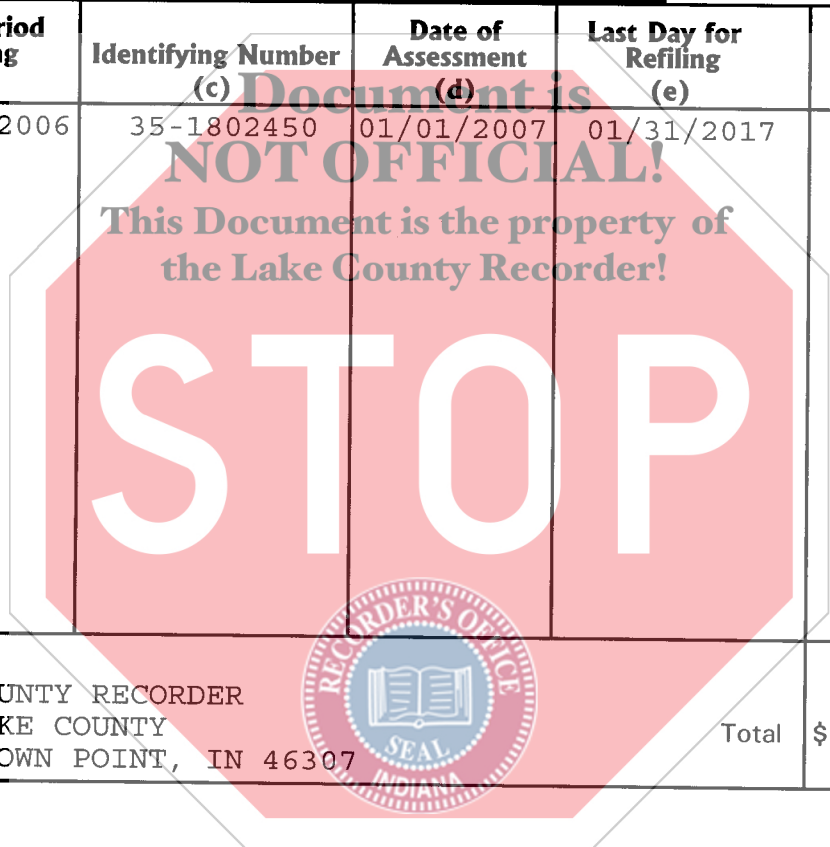 riod
ng
Identifying Number
(c)
Date of
Assessment
(d)
Last Day for
Refiling
(e)
2006 35-1802450 01/01/2007 01/31/2017
Document is
NOT OFFICIAL!
This Document is the property of
the Lake County Recorder!
STOP
RECORDER'S OFFICE
SEAL
INDIANA
UNTY RECORDER
KE COUNTY
OWN POINT, IN 46307
Total $